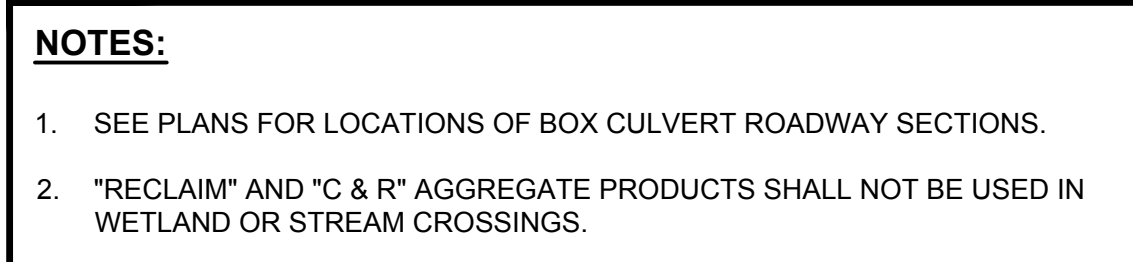 NOTES:
1. SEE PLANS FOR LOCATIONS OF BOX CULVERT ROADWAY SECTIONS.
2. "RECLAIM" AND "C & R" AGGREGATE PRODUCTS SHALL NOT BE USED IN
WETLAND OR STREAM CROSSINGS.